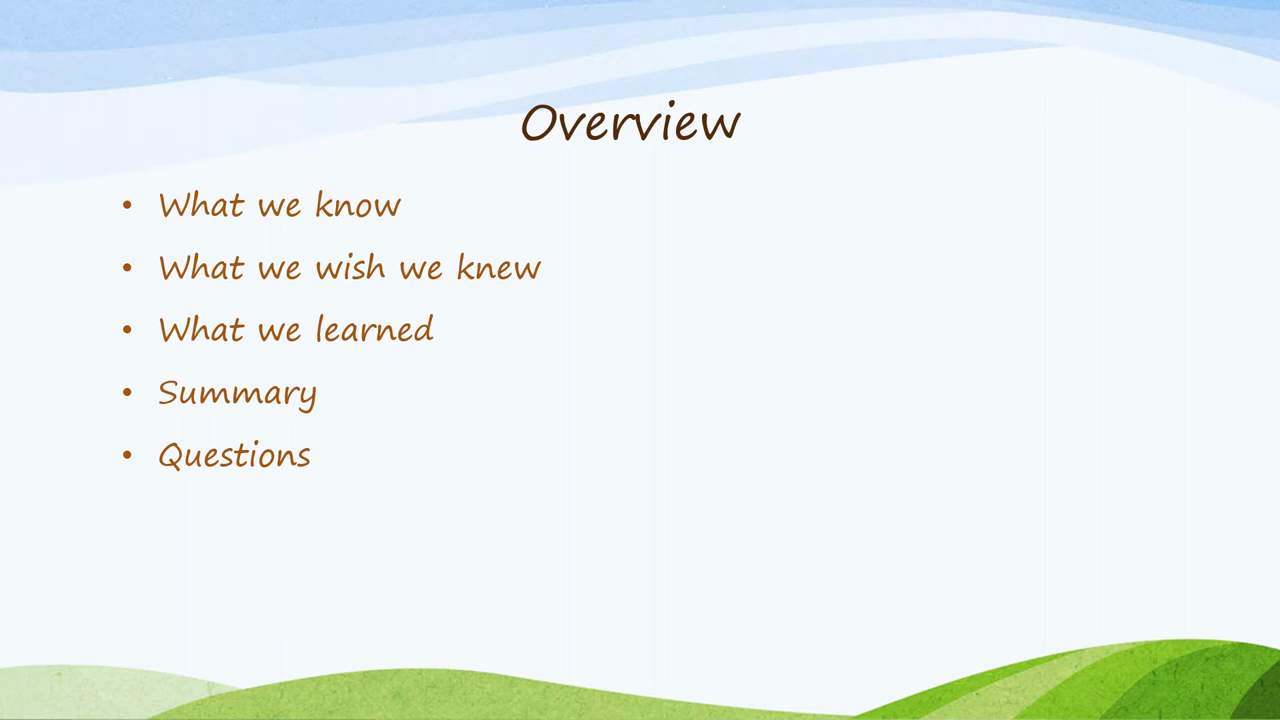 Overview
• What we know
• What we wish we knew
• What we learned
• Summary
• Questions